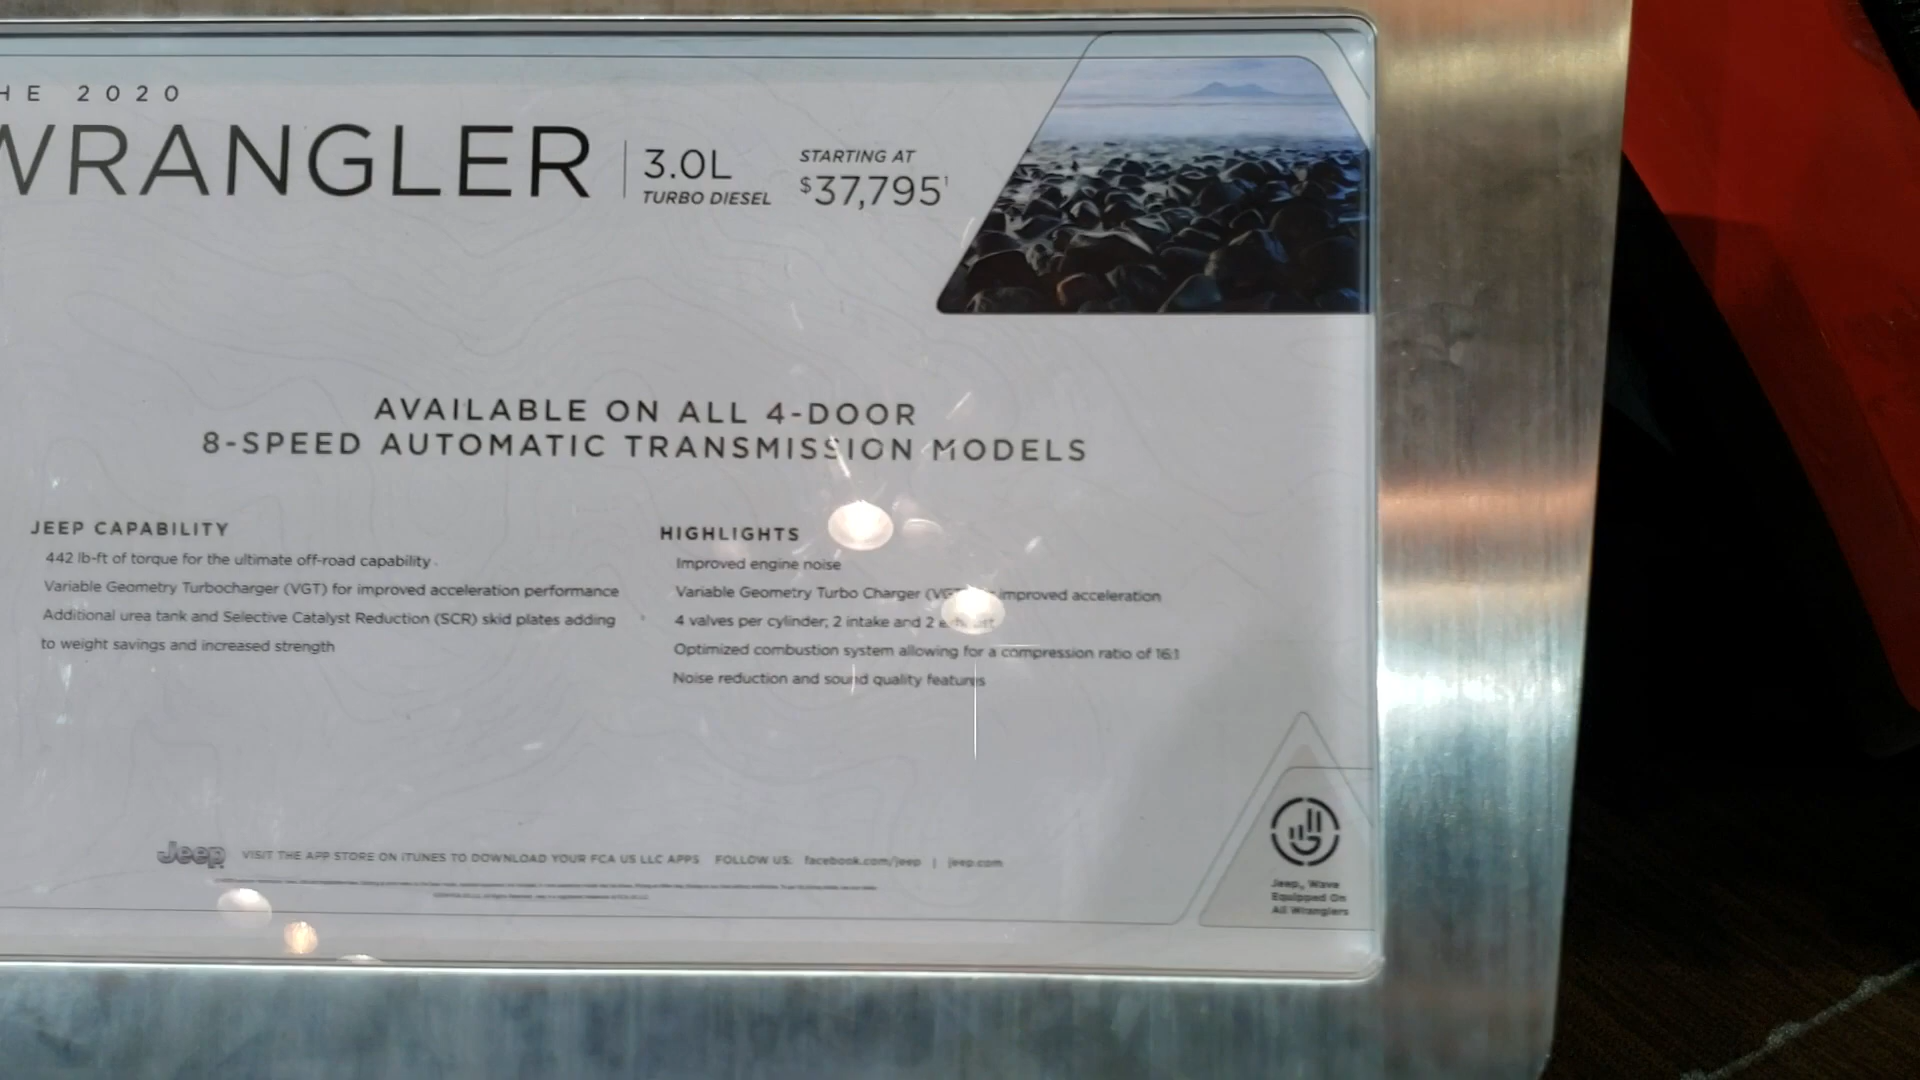 HE 2020
WRANGLER
3.0L
TURBO DIESEL
STARTING AT
$37,795¹
AVAILABLE ON ALL 4-DOOR
8-SPEED AUTOMATIC TRANSMISSION MODELS
JEEP CAPABILITY
442 lb-ft of torque for the ultimate off-road capability
Variable Geometry Turbocharger (VGT) for improved acceleration performance
Additional urea tank and Selective Catalyst Reduction (SCR) skid plates adding
to weight savings and increased strength
HIGHLIGHTS
Improved engine noise
Variable Geometry Turbo Charger (VGT) improved acceleration
4 valves per cylinder; 2 intake and 2 exhaust
Optimized combustion system allowing for a compression ratio of 16:1
Noise reduction and sound quality features
Jeep VISIT THE APP STORE ON iTUNES TO DOWNLOAD YOUR FCA US LLC APPS FOLLOW US: facebook.com/jeep | jeep.com
Jeep® Wave
Equipped On
All Wranglers